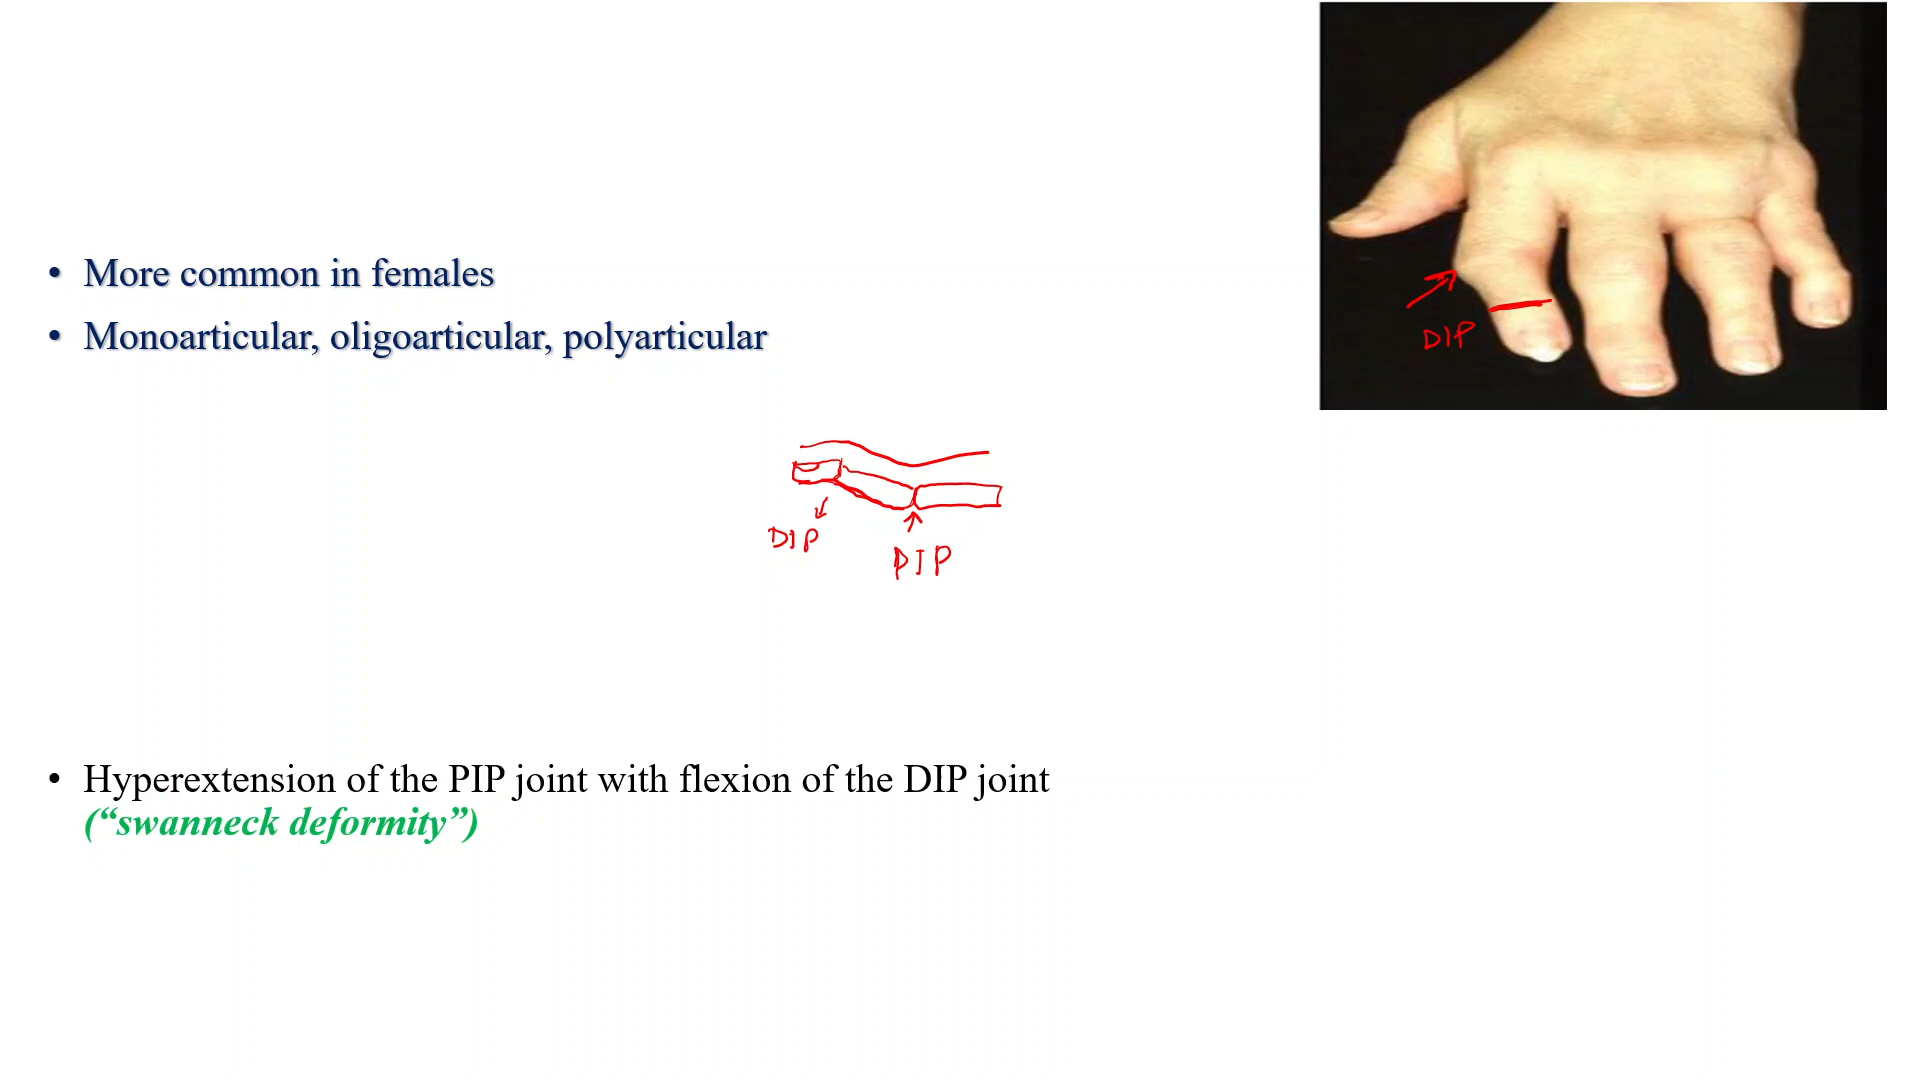 • More common in females
• Monoarticular, oligoarticular, polyarticular
DIP
DIP
PIP
• Hyperextension of the PIP joint with flexion of the DIP joint
(“swanneck deformity”)